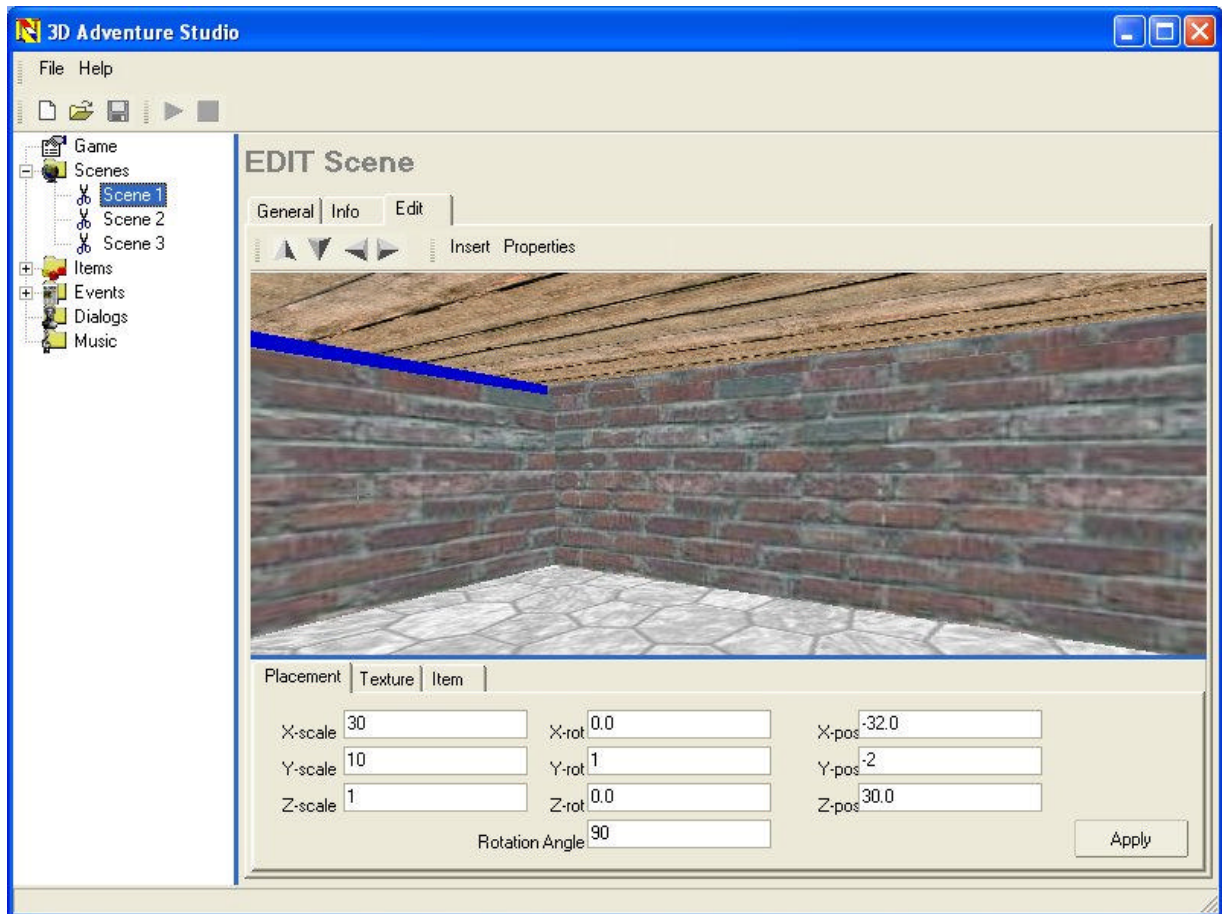 3D Adventure Studio
File Help
Game
Scenes
Scene 1
Scene 2
Scene 3
Items
Events
Dialogs
Music
EDIT Scene
General Info Edit
Insert Properties
Placement Texture Item
X-scale 30 X-rot 0.0 X-pos -32.0
Y-scale 10 Y-rot 1 Y-pos -2
Z-scale 1 Z-rot 0.0 Z-pos 30.0
Rotation Angle 90 Apply